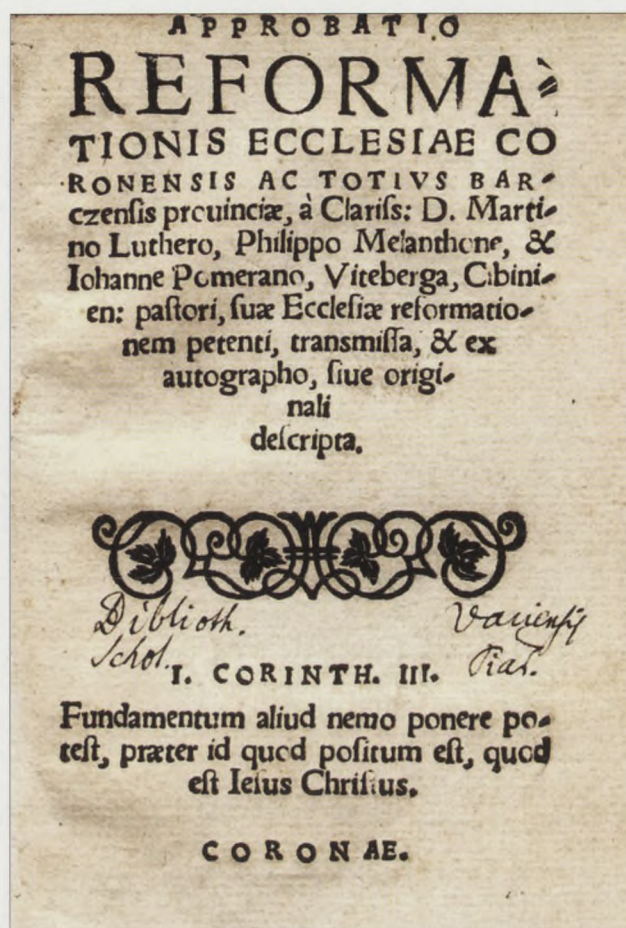 APPROBATIO
REFORMA-
TIONIS ECCLESIAE CO
RONENSIS AC TOTIVS BAR-
czenſis prouinciæ, à Clariſs: D. Marti-
no Luthero, Philippo Melanthone, &
Iohanne Pomerano, Viteberga, Cibini-
en: paſtori, ſuæ Eccleſiæ reformatio-
nem petenti, transmiſſa, & ex
autographo, ſiue origi-
nali
deſcripta.
Biblioth. Vaciensis
Schol. Piar.
I. CORINTH. III.
Fundamentum aliud nemo ponere po-
teſt, præter id quod poſitum eſt, quod
eſt Ieſus Chriſtus.
CORONAE.